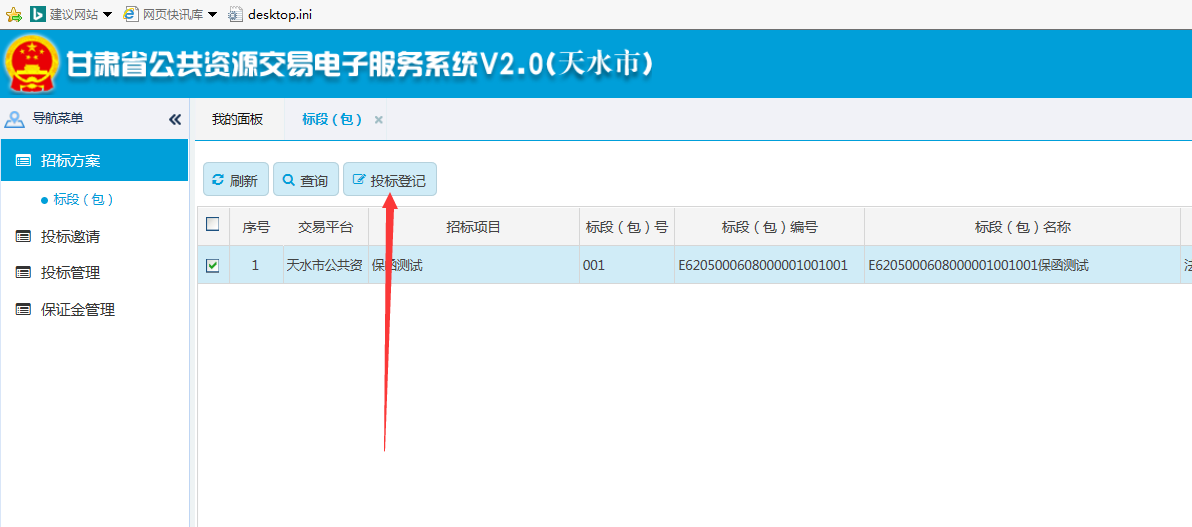 建议网站 网页快讯库 desktop.ini
甘肃省公共资源交易电子服务系统V2.0(天水市)
导航菜单 我的面板 标段（包）
招标方案
标段（包）
投标邀请
投标管理
保证金管理
刷新 查询 投标登记
序号 交易平台 招标项目 标段（包）号 标段（包）编号 标段（包）名称
1 天水市公共资 保函测试 001 E6205000608000001001001 E6205000608000001001001保函测试